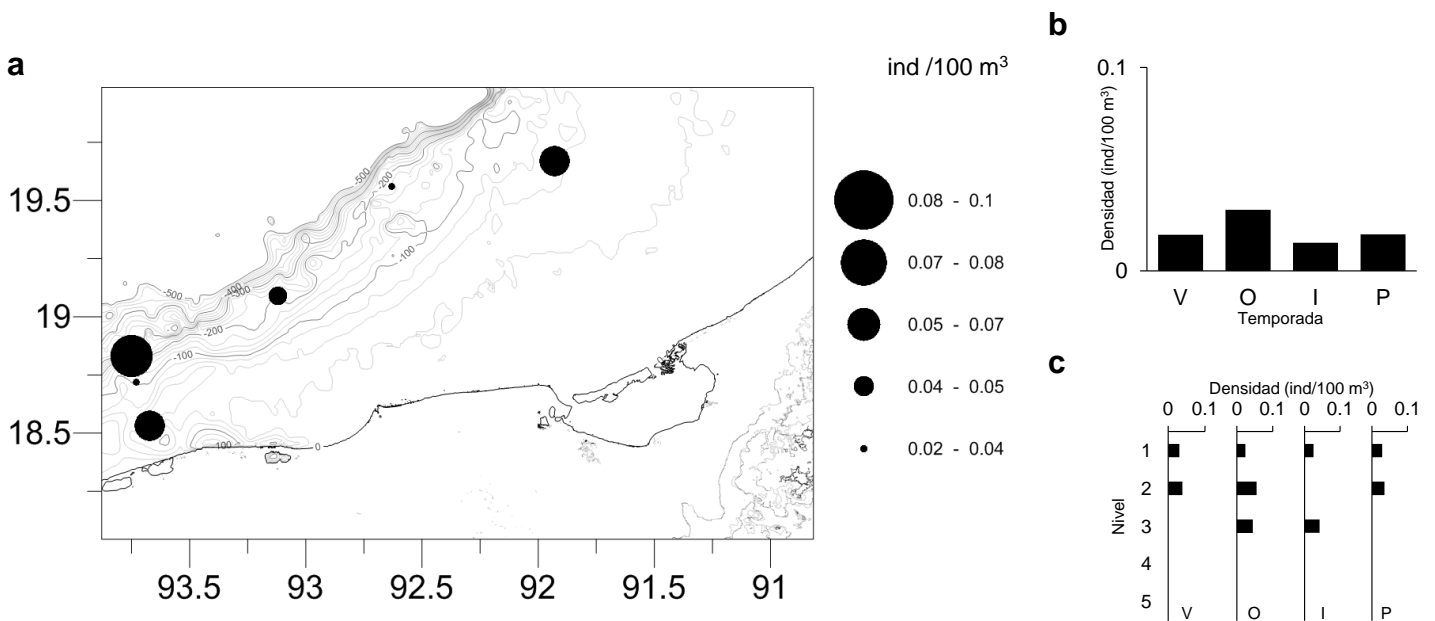 a
ind /100 m³
19.5
19
18.5
93.5 93 92.5 92 91.5 91
-500
-200
-100
-500
-400
-300
-200
-100
100
0
0.08 - 0.1
0.07 - 0.08
0.05 - 0.07
0.04 - 0.05
0.02 - 0.04
b
Densidad (ind/100 m³)
0.1
0
V O I P
Temporada
c
Densidad (ind/100 m³)
0 0.1 0 0.1 0 0.1 0 0.1
Nivel
1
2
3
4
5
V O I P